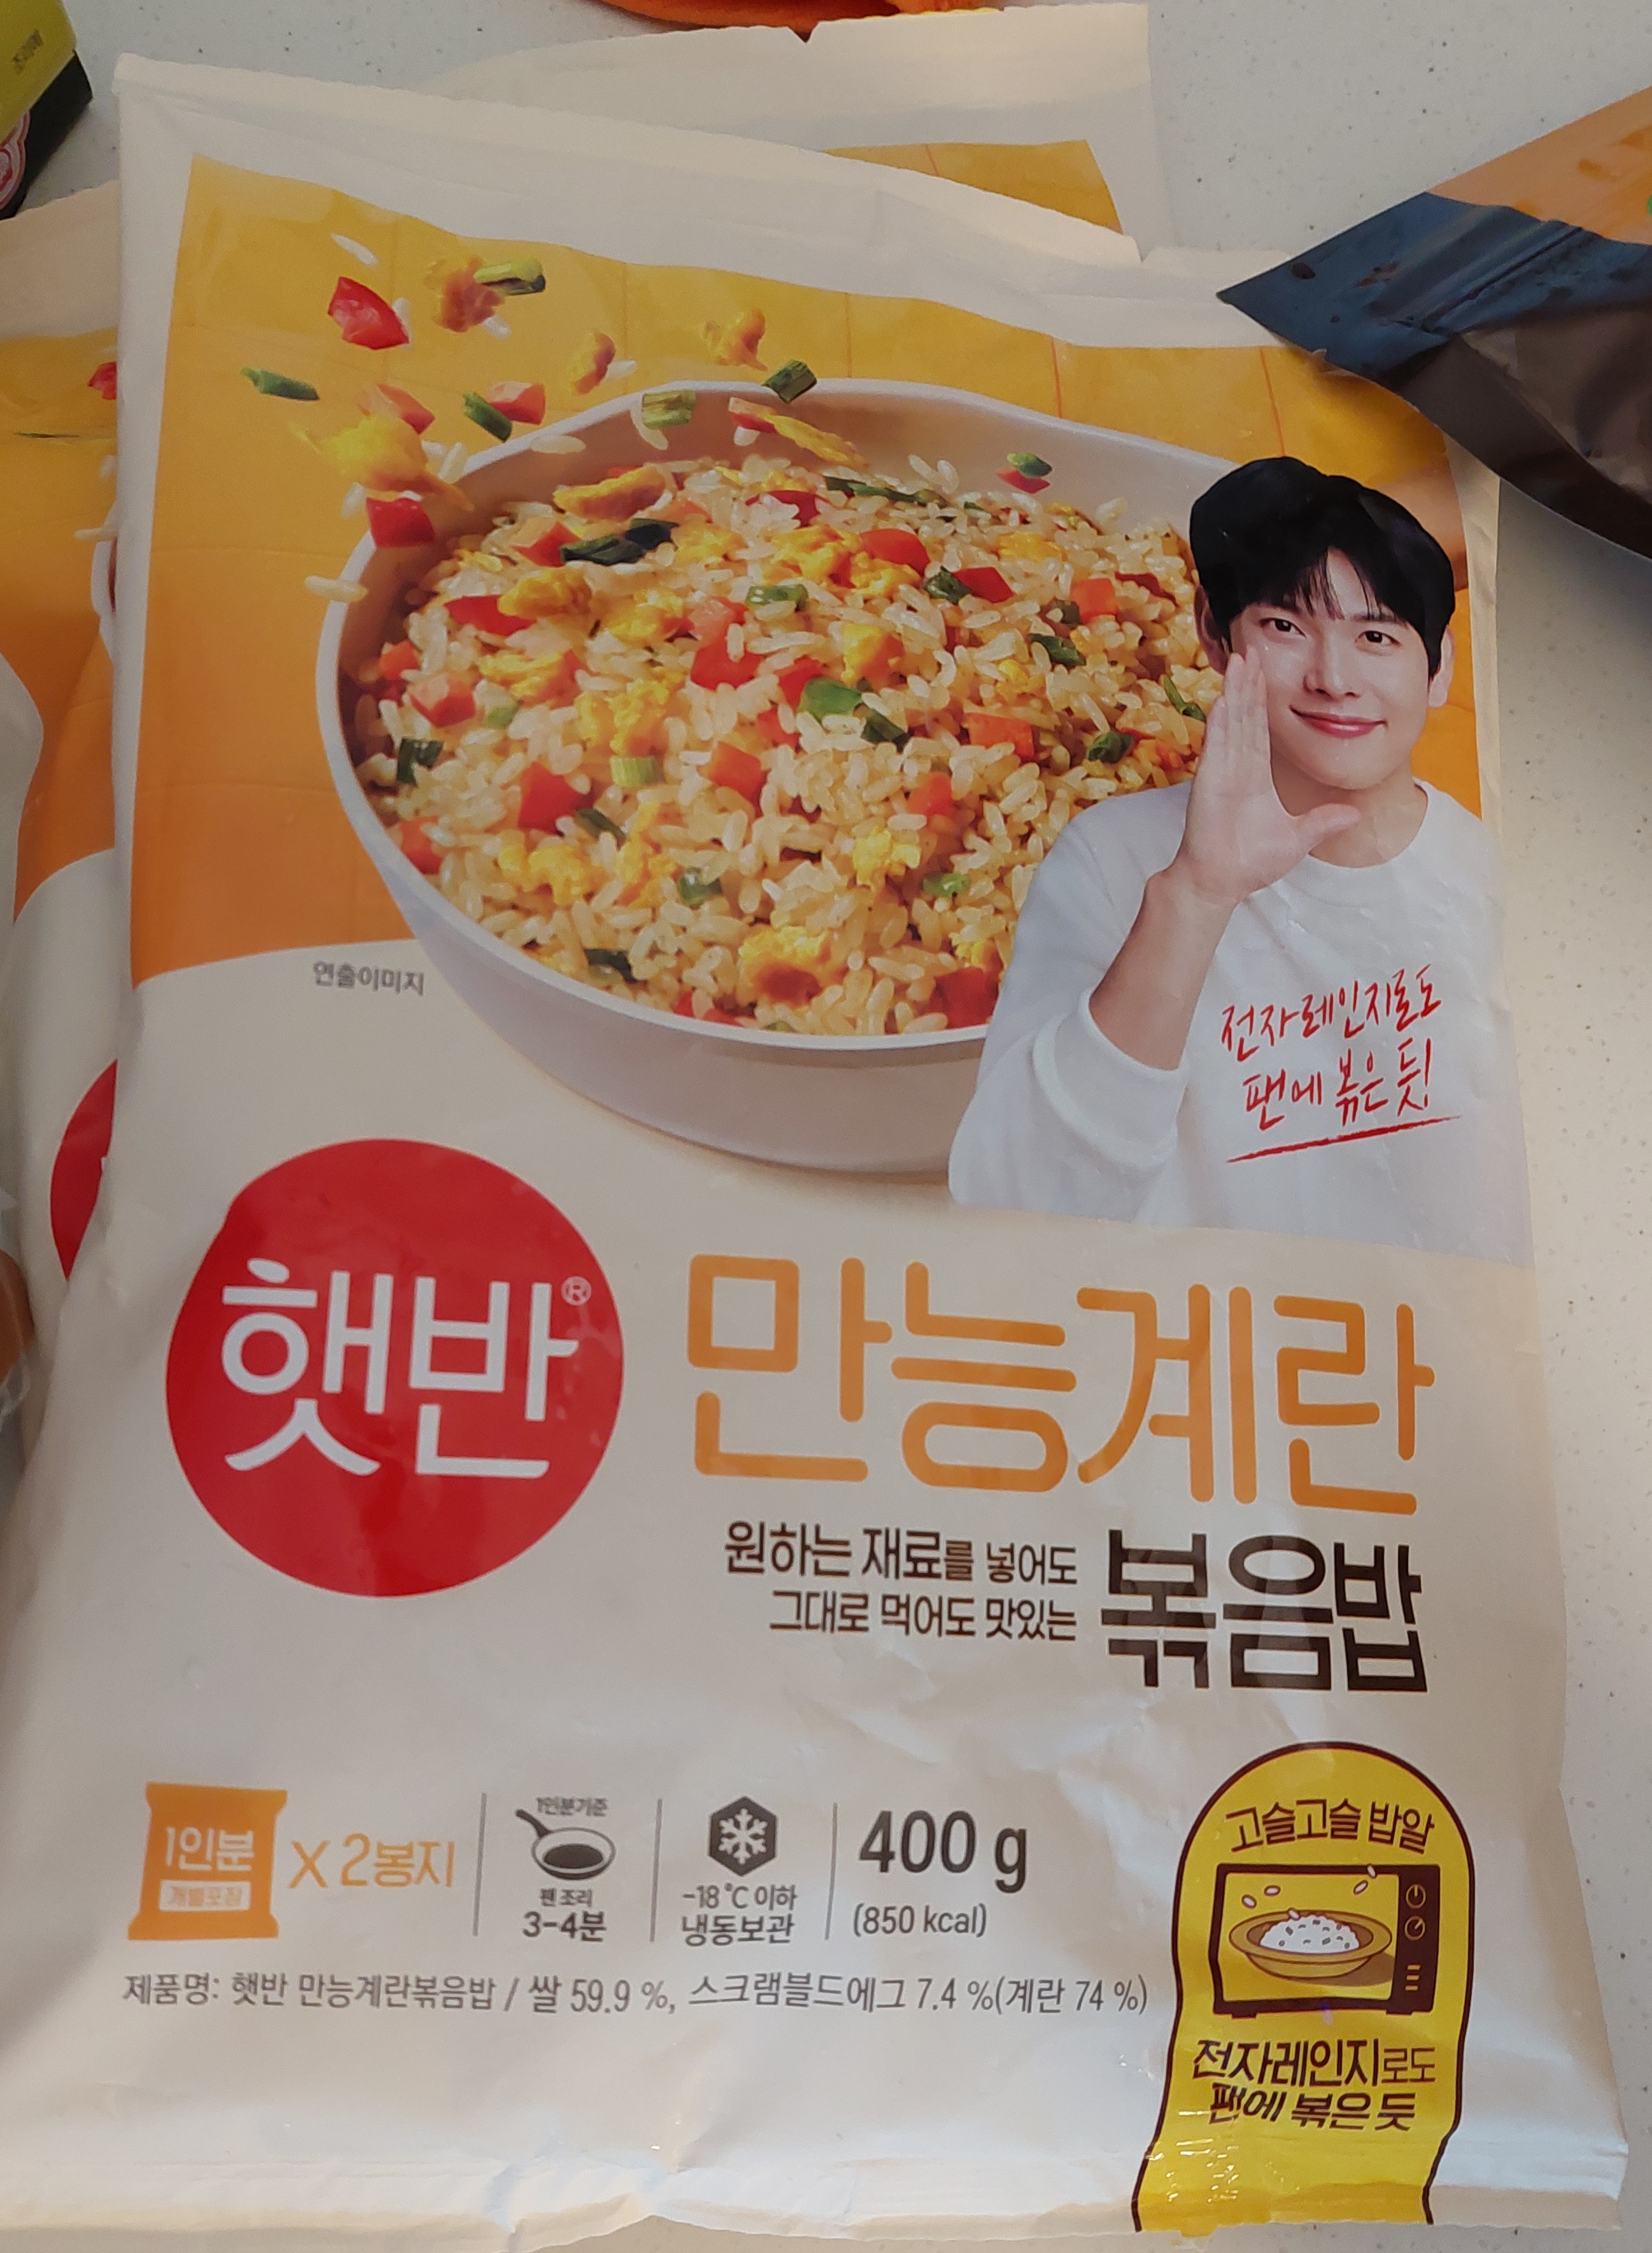 연출이미지
전자레인지로도
팬에 볶은 듯!
햇반®
만능계란
원하는 재료를 넣어도
그대로 먹어도 맛있는
볶음밥
1인분
개별포장
X 2봉지
1인분기준
팬 조리
3-4분
-18 ℃ 이하
냉동보관
400 g
(850 kcal)
제품명: 햇반 만능계란볶음밥 / 쌀 59.9 %, 스크램블드에그 7.4 %(계란 74 %)
고슬고슬 밥알
전자레인지로도
팬에 볶은 듯